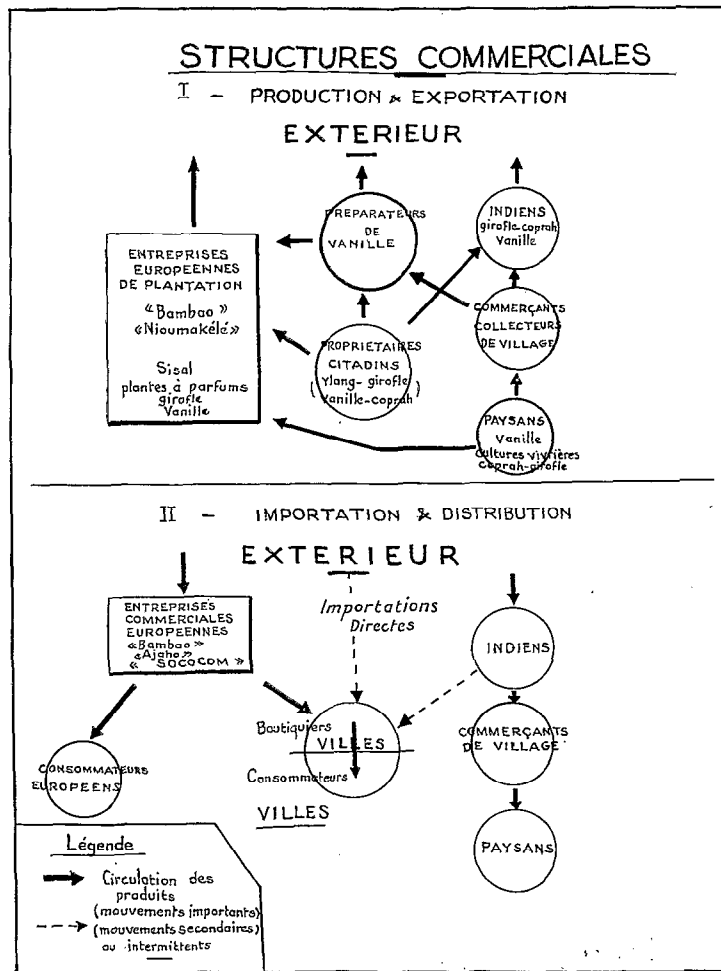 STRUCTURES COMMERCIALES
I - PRODUCTION & EXPORTATION
EXTERIEUR
PREPARATEURS
DE
VANILLE
INDIENS
girofle-coprah
Vanille
ENTREPRISES
EUROPEENNES
DE PLANTATION
«Bambao»
«Nioumakélé»
Sisal
plantes à parfums
girofle
Vanille
COMMERÇANTS
COLLECTEURS
DE VILLAGE
PROPRIETAIRES
CITADINS
Ylang-girofle
(Vanille-coprah)
PAYSANS
Vanille
Cultures vivrières
Coprah-girofle
II - IMPORTATION & DISTRIBUTION
EXTERIEUR
Importations
Directes
ENTREPRISES
COMMERCIALES
EUROPEENNES
«Bambao»
«Ajaho»
« SOCOCOM »
INDIENS
Boutiquiers
VILLES
Consommateurs
VILLES
COMMERÇANTS
DE VILLAGE
CONSOMMATEURS
EUROPEENS
PAYSANS
Légende
Circulation des
produits
(mouvements importants)
(mouvements secondaires)
ou intermittents